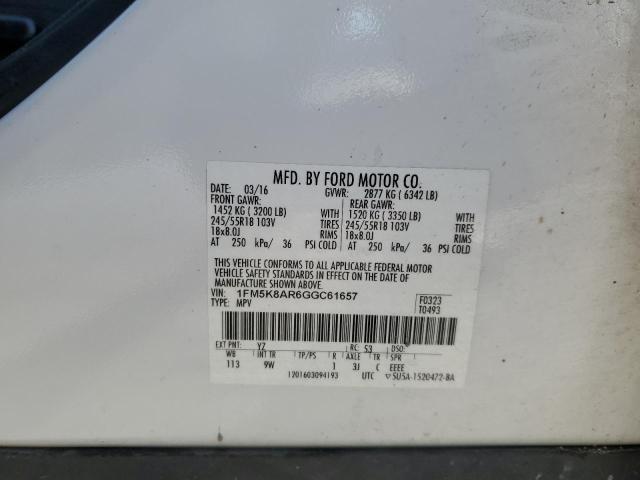 MFD. BY FORD MOTOR CO.
DATE: 03/16 GVWR: 2877 KG ( 6342 LB)
FRONT GAWR: REAR GAWR:
1452 KG ( 3200 LB) WITH 1520 KG ( 3350 LB) WITH
245/55R18 103V TIRES 245/55R18 103V TIRES
18x8.0J RIMS 18x8.0J RIMS
AT 250 kPa/ 36 PSI COLD AT 250 kPa/ 36 PSI COLD
THIS VEHICLE CONFORMS TO ALL APPLICABLE FEDERAL MOTOR
VEHICLE SAFETY AND THEFT PREVENTION STANDARDS IN EFFECT ON THE DATE OF
MANUFACTURE SHOWN ABOVE.
VIN: 1FM5K8AR6GGC61657 F0323
TYPE: MPV T0493
EXT PNT: YZ RC: 53 DSO:
WB INT TR TP/PS R AXLE TR SPR
113 9W 1 3J C EEEE
1201603094193 UTC ▽5U5A-1520472-BA